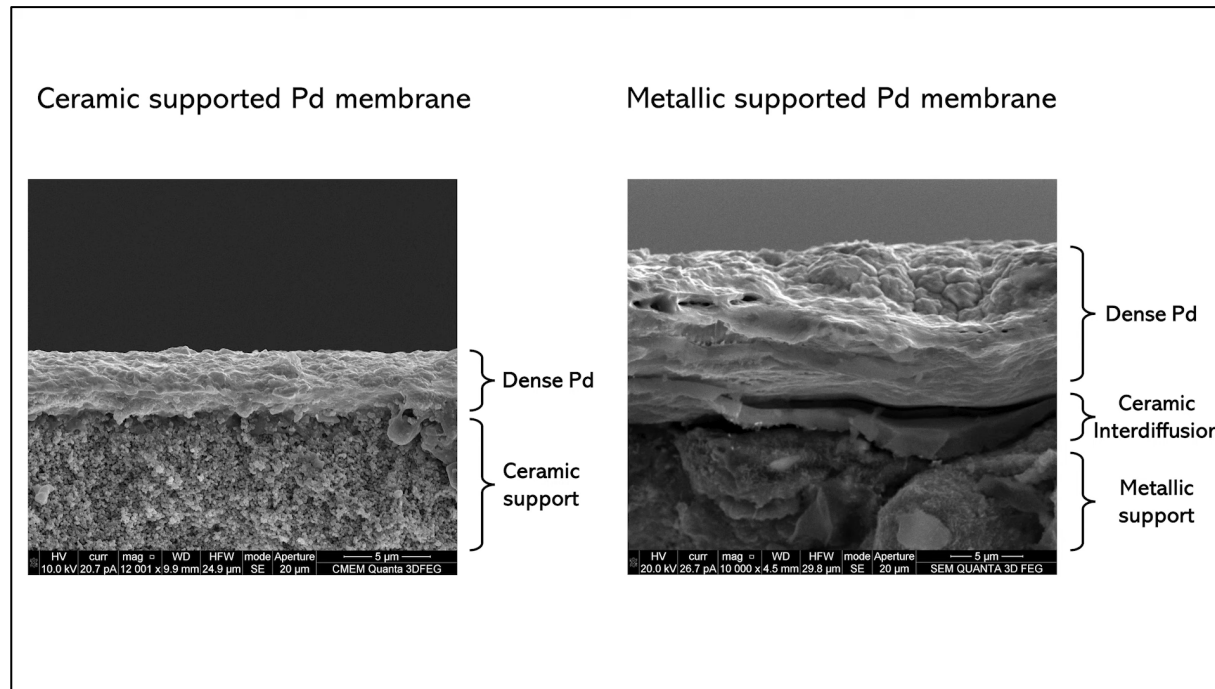 Ceramic supported Pd membrane
Metallic supported Pd membrane
Dense Pd
Ceramic
support
Dense Pd
Ceramic
Interdiffusion
Metallic
support
HV curr mag □ WD HFW mode Aperture 5 µm
10.0 kV 20.7 pA 12 001 x 9.9 mm 24.9 µm SE 20 µm CMEM Quanta 3DFEG
HV curr mag □ WD HFW mode Aperture 5 µm
20.0 kV 26.7 pA 10 000 x 4.5 mm 29.8 µm SE 20 µm SEM QUANTA 3D FEG